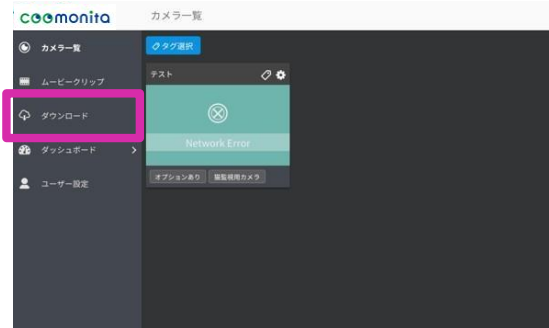 coomonita
カメラ一覧
カメラ一覧
タグ選択
ムービークリップ
テスト
ダウンロード
Network Error
ダッシュボード
オプションあり
猫監視用カメラ
ユーザー設定